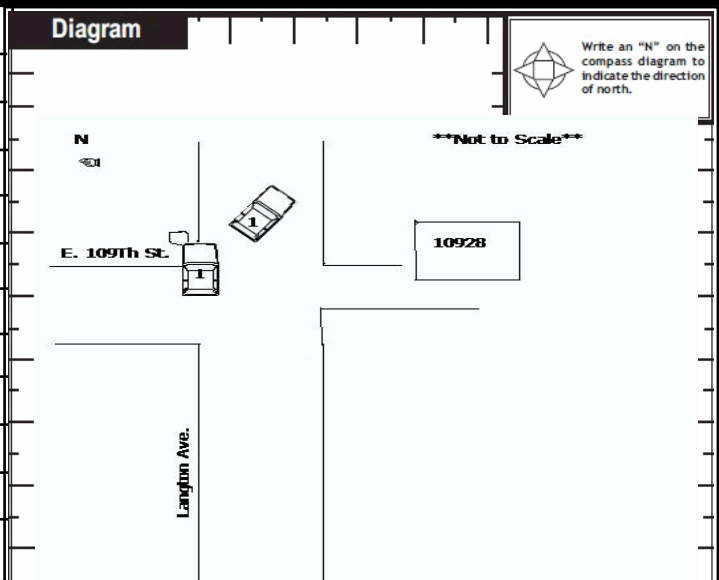 Diagram
Write an "N" on the
compass diagram to
indicate the direction
of north.
N
**Not to Scale**
1
10928
E. 109Th St.
1
Langton Ave.